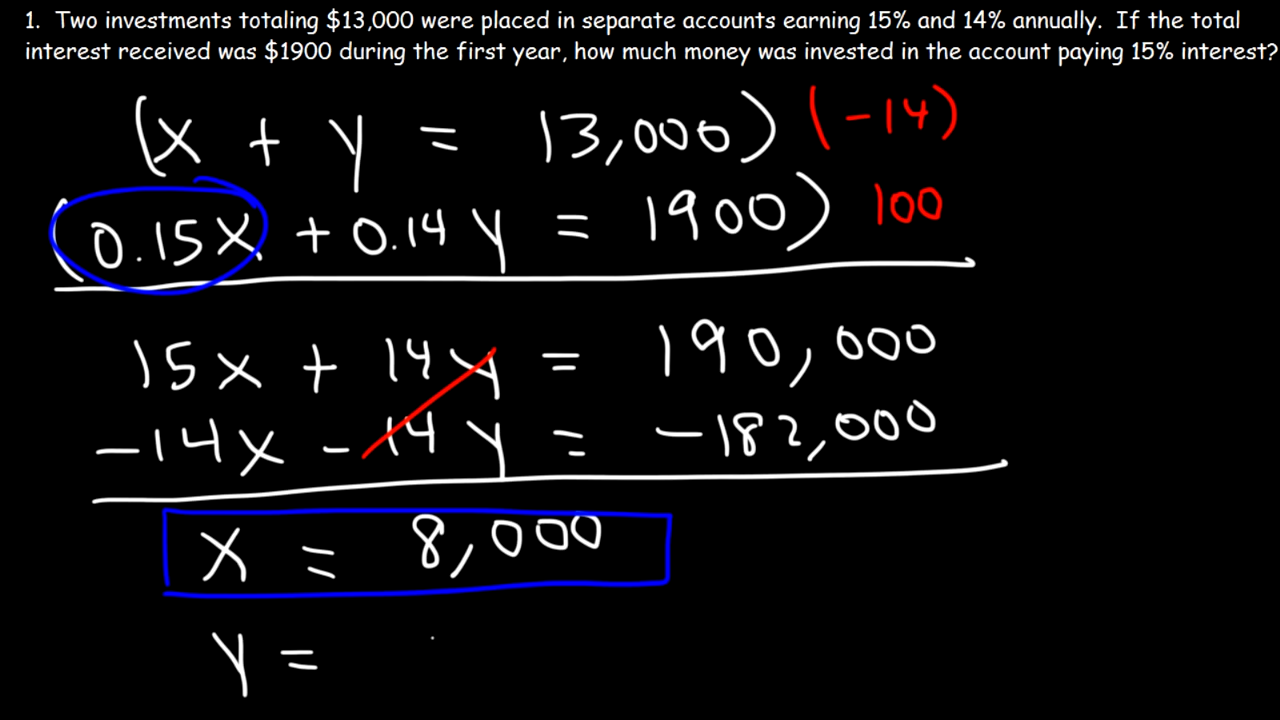 1. Two investments totaling $13,000 were placed in separate accounts earning 15% and 14% annually. If the total
interest received was $1900 during the first year, how much money was invested in the account paying 15% interest?
(x + y = 13,000) (-14)
(0.15x + 0.14y = 1900) 100
15x + 14y = 190,000
-14x - 14y = -182,000
x = 8,000
y =